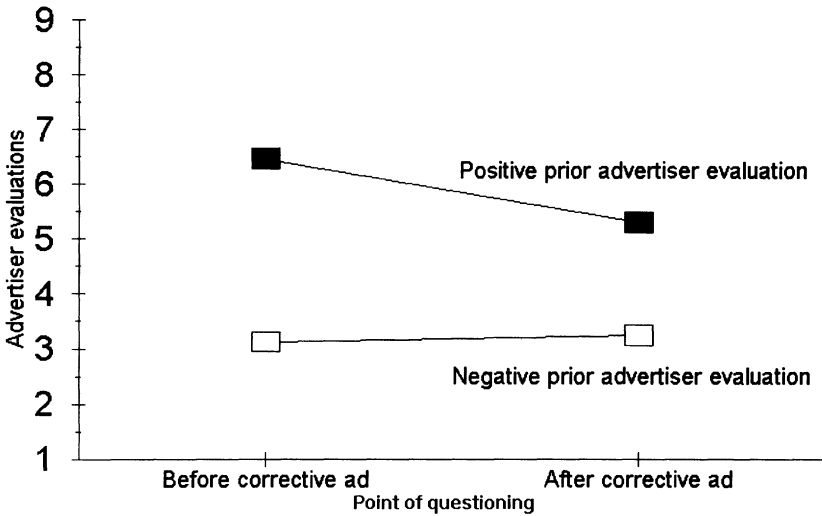 9
8
7
6
5
4
3
2
1
Advertiser evaluations
Positive prior advertiser evaluation
Negative prior advertiser evaluation
Before corrective ad
After corrective ad
Point of questioning